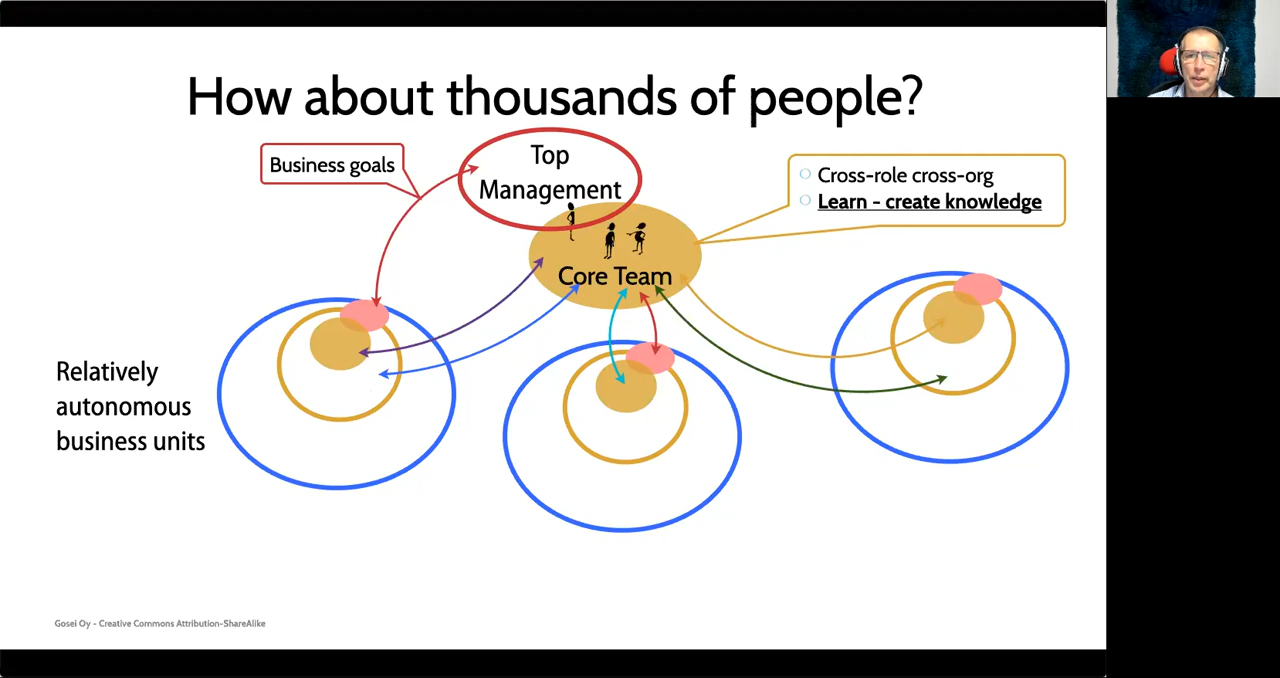 How about thousands of people?
Business goals
Top
Management
Cross-role cross-org
Learn - create knowledge
Core Team
Relatively
autonomous
business units
Gosei Oy - Creative Commons Attribution-ShareAlike